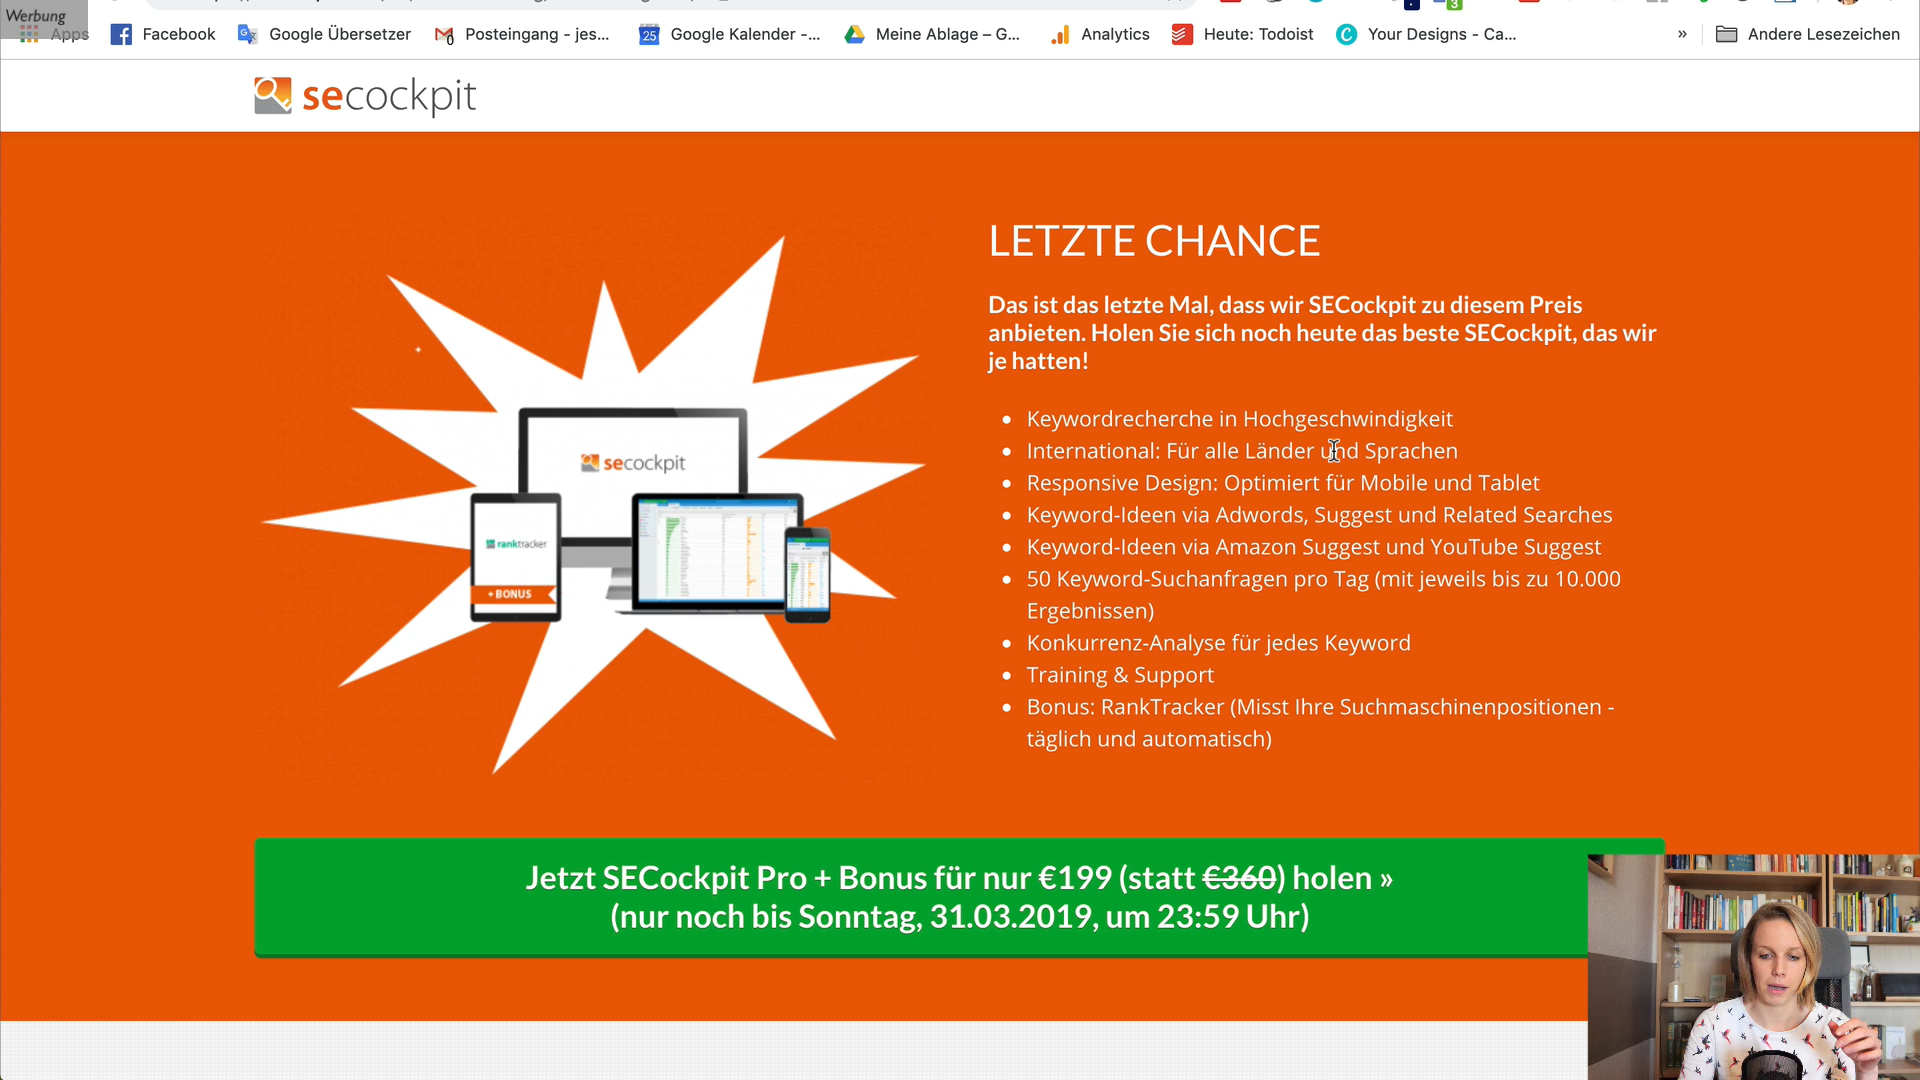 Werbung
Apps
Facebook
Google Übersetzer
Posteingang - jes...
Google Kalender -...
Meine Ablage – G...
Analytics
Heute: Todoist
Your Designs - Ca...
»
Andere Lesezeichen
secockpit
LETZTE CHANCE
Das ist das letzte Mal, dass wir SECockpit zu diesem Preis
anbieten. Holen Sie sich noch heute das beste SECockpit, das wir
je hatten!
• Keywordrecherche in Hochgeschwindigkeit
• International: Für alle Länder und Sprachen
• Responsive Design: Optimiert für Mobile und Tablet
• Keyword-Ideen via Adwords, Suggest und Related Searches
• Keyword-Ideen via Amazon Suggest und YouTube Suggest
• 50 Keyword-Suchanfragen pro Tag (mit jeweils bis zu 10.000
Ergebnissen)
• Konkurrenz-Analyse für jedes Keyword
• Training & Support
• Bonus: RankTracker (Misst Ihre Suchmaschinenpositionen -
täglich und automatisch)
secockpit
ranktracker
+ BONUS
Jetzt SECockpit Pro + Bonus für nur €199 (statt €360) holen »
(nur noch bis Sonntag, 31.03.2019, um 23:59 Uhr)